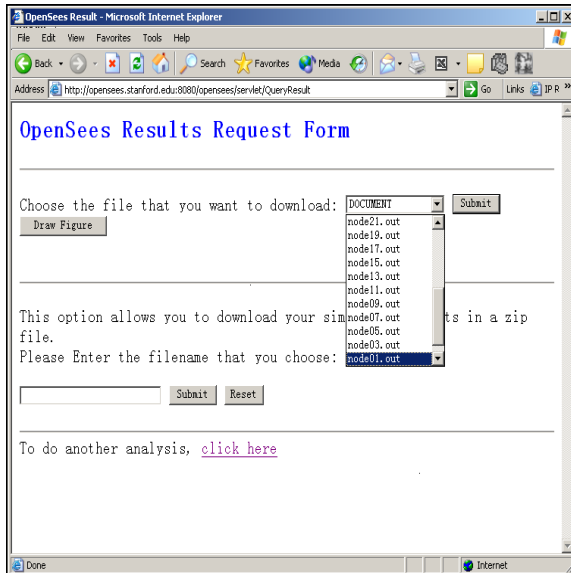 OpenSees Result - Microsoft Internet Explorer
File Edit View Favorites Tools Help
Back Search Favorites Media
Address http://opensees.stanford.edu:8080/opensees/servlet/QueryResult Go Links IP R »
OpenSees Results Request Form
Choose the file that you want to download: DOCUMENT Submit
Draw Figure
node21.out
node19.out
node17.out
node15.out
node13.out
node11.out
node09.out
node07.out
node05.out
node03.out
node01.out
This option allows you to download your sim ts in a zip
file.
Please Enter the filename that you choose:
Submit Reset
To do another analysis, click here
Done Internet